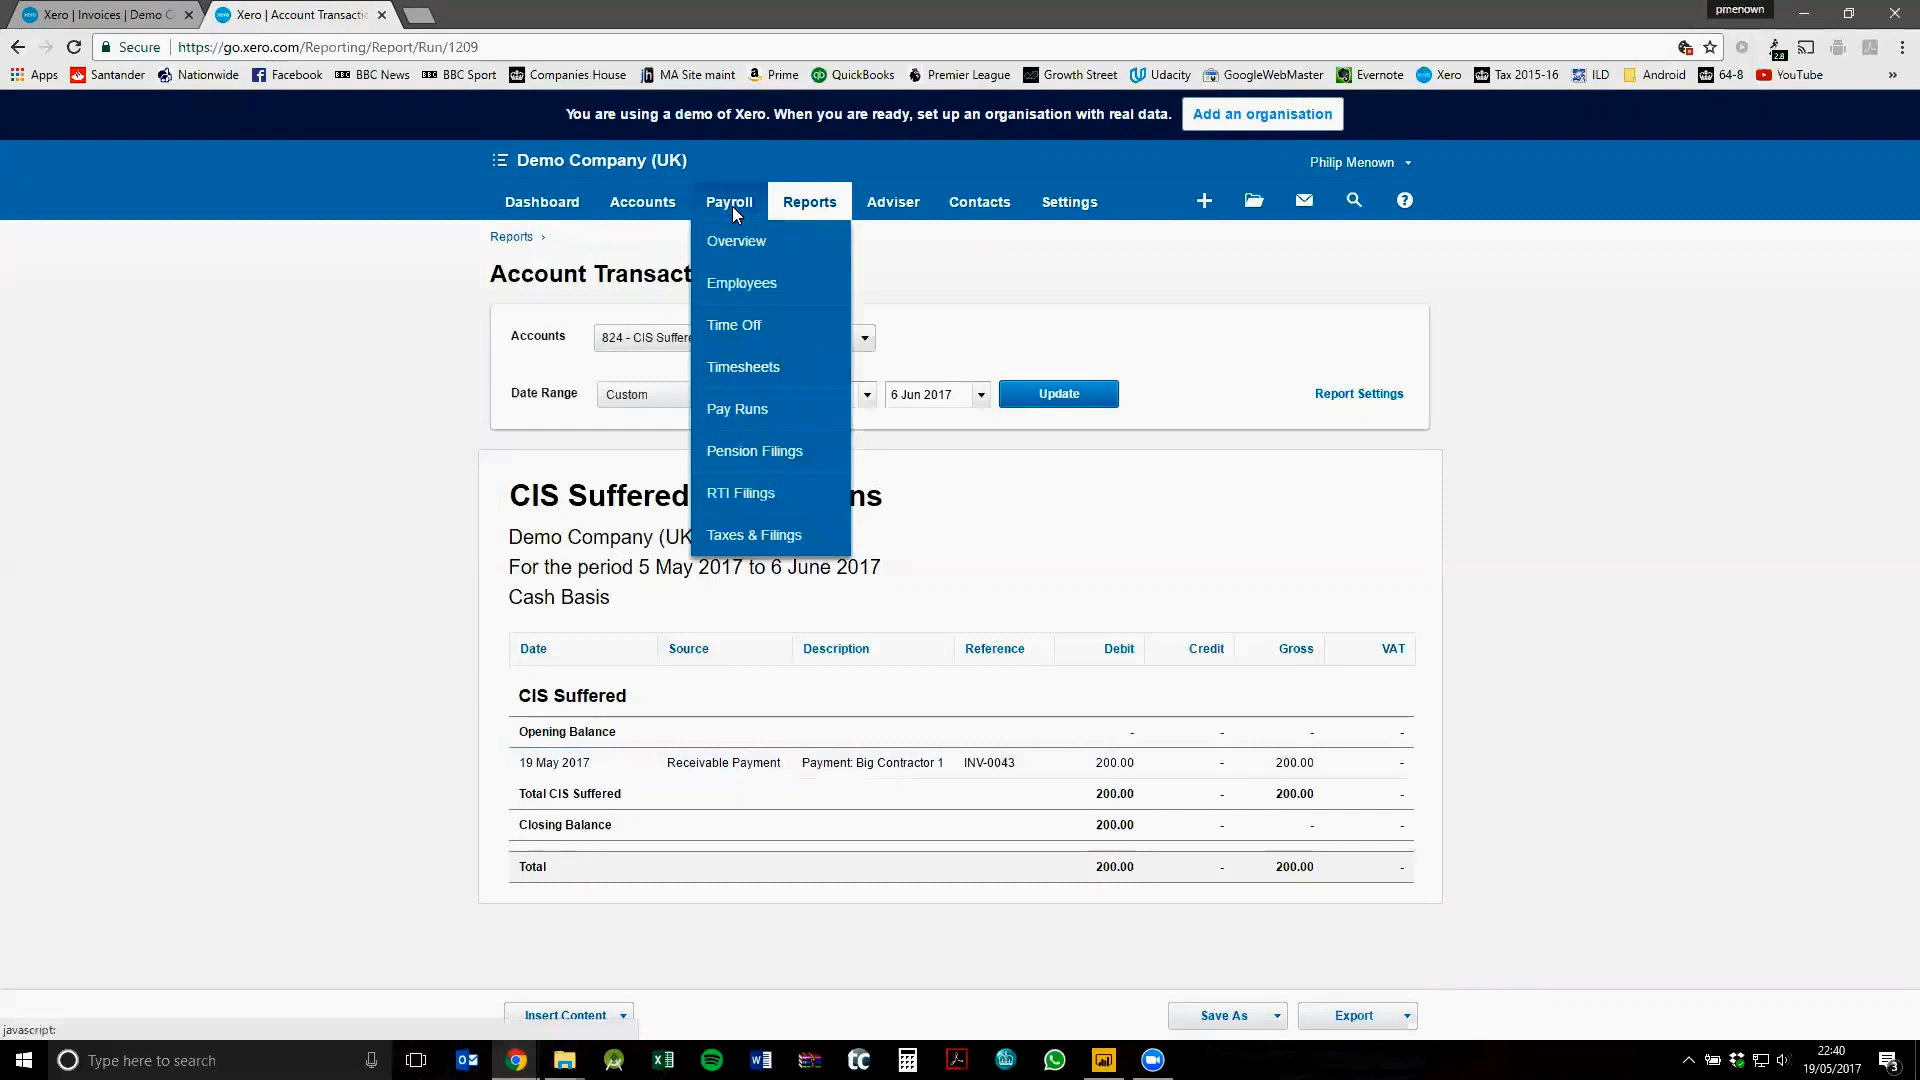 Xero | Invoices | Demo C
Xero | Account Transactic
pmenown
Secure
https://go.xero.com/Reporting/Report/Run/1209
2.8
Apps
Santander
Nationwide
Facebook
BBC News
BBC Sport
Companies House
MA Site maint
Prime
QuickBooks
Premier League
Growth Street
Udacity
GoogleWebMaster
Evernote
Xero
Tax 2015-16
ILD
Android
64-8
YouTube
You are using a demo of Xero. When you are ready, set up an organisation with real data.
Add an organisation
Demo Company (UK)
Philip Menown
Dashboard
Accounts
Payroll
Reports
Adviser
Contacts
Settings
Reports ›
Overview
Employees
Time Off
Timesheets
Pay Runs
Pension Filings
RTI Filings
Taxes & Filings
Account Transact
Accounts
824 - CIS Suffere
Date Range
Custom
6 Jun 2017
Update
Report Settings
CIS Suffered
ns
Demo Company (UK
For the period 5 May 2017 to 6 June 2017
Cash Basis
Date Source Description Reference Debit Credit Gross VAT
CIS Suffered
Opening Balance - - - -
19 May 2017 Receivable Payment Payment: Big Contractor 1 INV-0043 200.00 - 200.00 -
Total CIS Suffered 200.00 - 200.00 -
Closing Balance 200.00 - - -
Total 200.00 - 200.00 -
Insert Content
Save As
Export
javascript:
Type here to search
22:40
19/05/2017
3